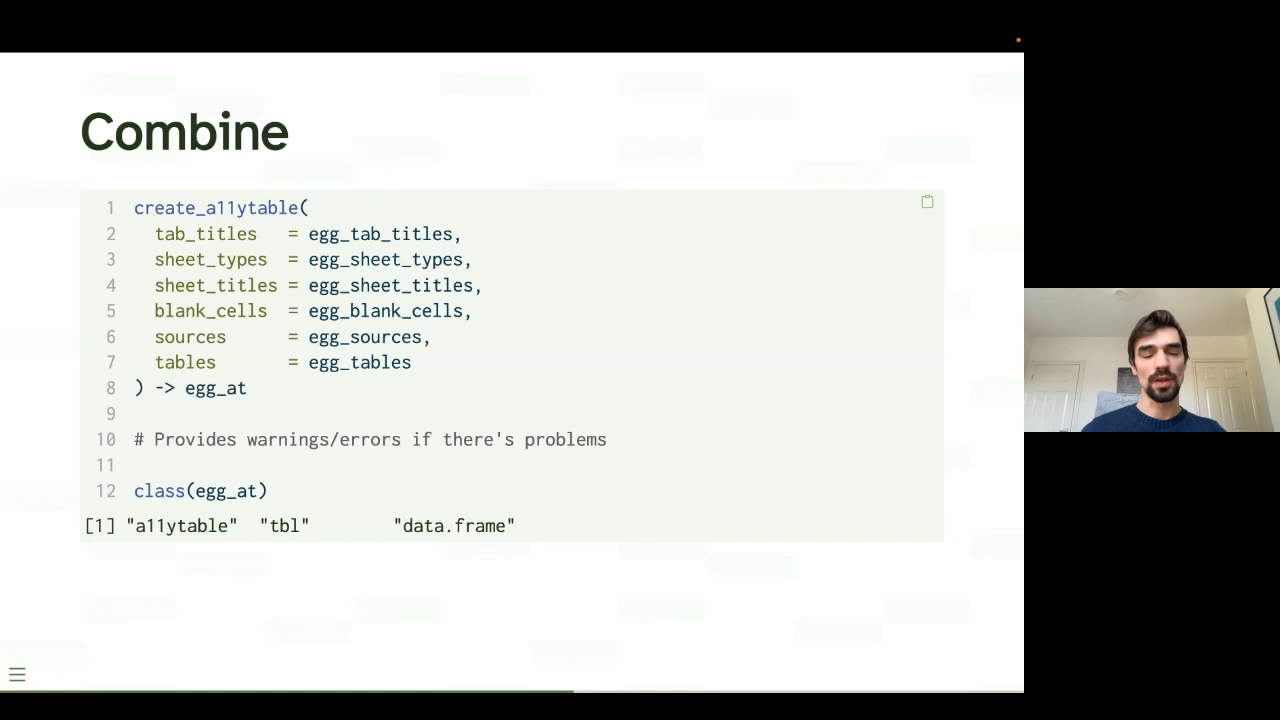 Combine
1 create_a11ytable(
2 tab_titles = egg_tab_titles,
3 sheet_types = egg_sheet_types,
4 sheet_titles = egg_sheet_titles,
5 blank_cells = egg_blank_cells,
6 sources = egg_sources,
7 tables = egg_tables
8 ) -> egg_at
9
10 # Provides warnings/errors if there's problems
11
12 class(egg_at)
[1] "a11ytable" "tbl" "data.frame"